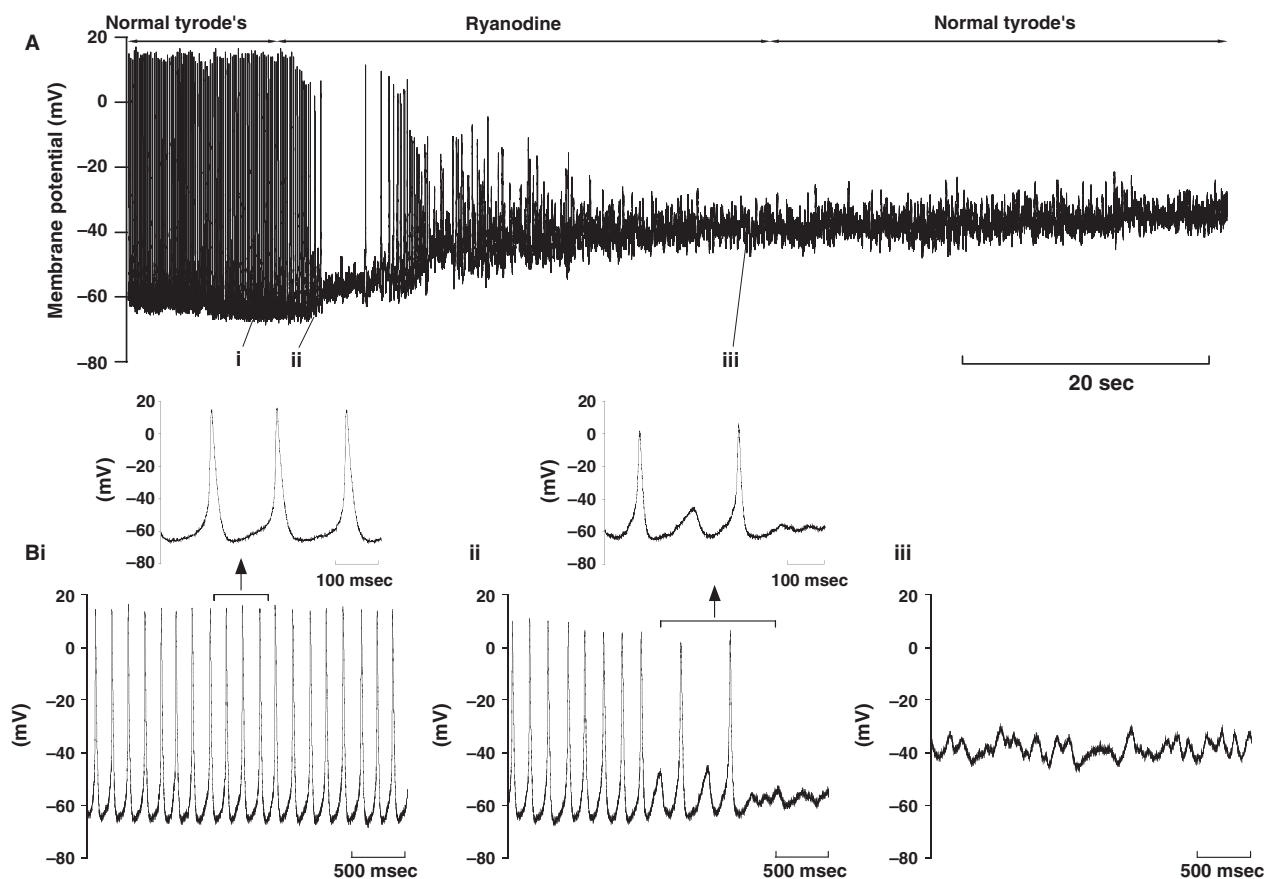 Normal tyrode's Ryanodine Normal tyrode's
A
Membrane potential (mV)
20
0
−20
−40
−60
−80
i ii iii
20 sec
(mV)
20
0
−20
−40
−60
−80
100 msec
(mV)
20
0
−20
−40
−60
−80
100 msec
Bi
(mV)
20
0
−20
−40
−60
−80
500 msec
ii
(mV)
20
0
−20
−40
−60
−80
500 msec
iii
(mV)
20
0
−20
−40
−60
−80
500 msec